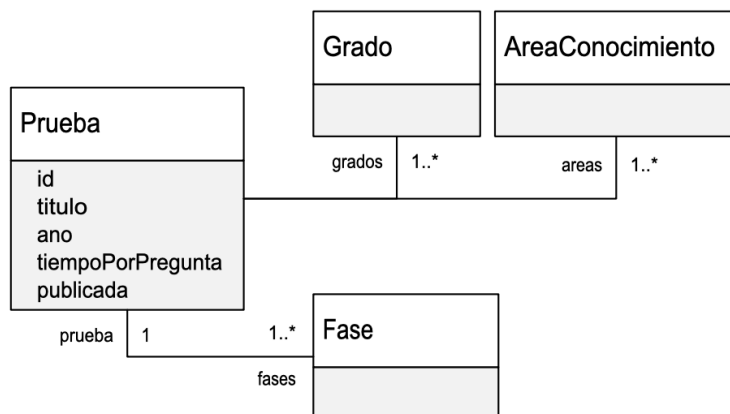 Grado
AreaConocimiento
Prueba
grados 1..* areas 1..*
id
titulo
ano
tiempoPorPregunta
publicada
prueba 1 1..* Fase
fases